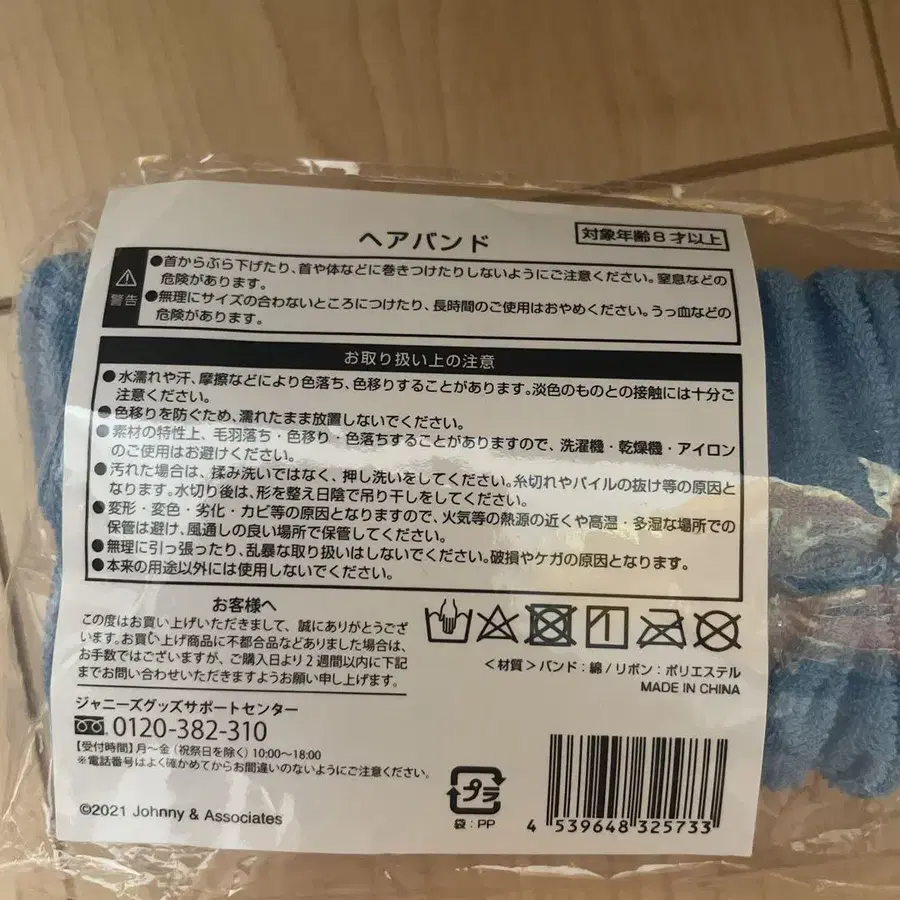 ヘアバンド
対象年齢8才以上
警告
●首からぶら下げたり、首や体などに巻きつけたりしないようにご注意ください。窒息などの
危険があります。
●無理にサイズの合わないところにつけたり、長時間のご使用はおやめください。うっ血などの
危険があります。
お取り扱い上の注意
●水濡れや汗、摩擦などにより色落ち、色移りすることがあります。淡色のものとの接触には十分ご
注意ください。
●色移りを防ぐため、濡れたまま放置しないでください。
●素材の特性上、毛羽落ち・色移り・色落ちすることがありますので、洗濯機・乾燥機・アイロン
のご使用はお避けください。
●汚れた場合は、揉み洗いではなく、押し洗いをしてください。糸切れやパイルの抜け等の原因と
なります。水切り後は、形を整え日陰で吊り干しをしてください。
●変形・変色・劣化・カビ等の原因となりますので、火気等の熱源の近くや高温・多湿な場所での
保管は避け、風通しの良い場所で保管してください。
●無理に引っ張ったり、乱暴な取り扱いはしないでください。破損やケガの原因となります。
●本来の用途以外には使用しないでください。
お客様へ
この度はお買い上げいただきまして、誠にありがとうござ
います。お買い上げ商品に不都合品などありました場合は、
お手数ではございますが、ご購入日より2週間以内に下記
までお問い合わせいただきますようお願い申し上げます。
ジャニーズグッズサポートセンター
0120-382-310
【受付時間】月〜金（祝祭日を除く）10:00〜18:00
※電話番号はよく確かめてからお間違いのないようにご注意ください。
©2021 Johnny & Associates
＜材質＞バンド：綿 / リボン：ポリエステル
MADE IN CHINA
プラ
袋：PP
4 539648 325733